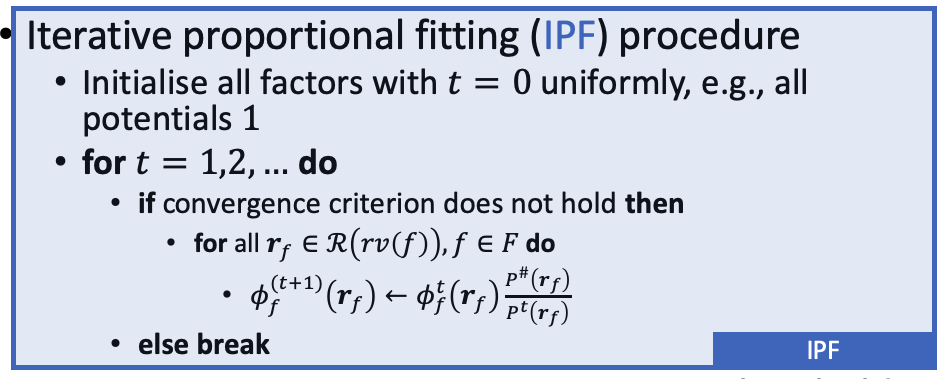 • Iterative proportional fitting (IPF) procedure
• Initialise all factors with t = 0 uniformly, e.g., all
potentials 1
• for t = 1,2, … do
• if convergence criterion does not hold then
• for all 𝒓_f ∈ ℛ(rv(f)), f ∈ F do
• ϕ_f^(t+1)(𝒓_f) ← ϕ_f^t(𝒓_f) P^#(𝒓_f)/P^t(𝒓_f)
• else break
IPF